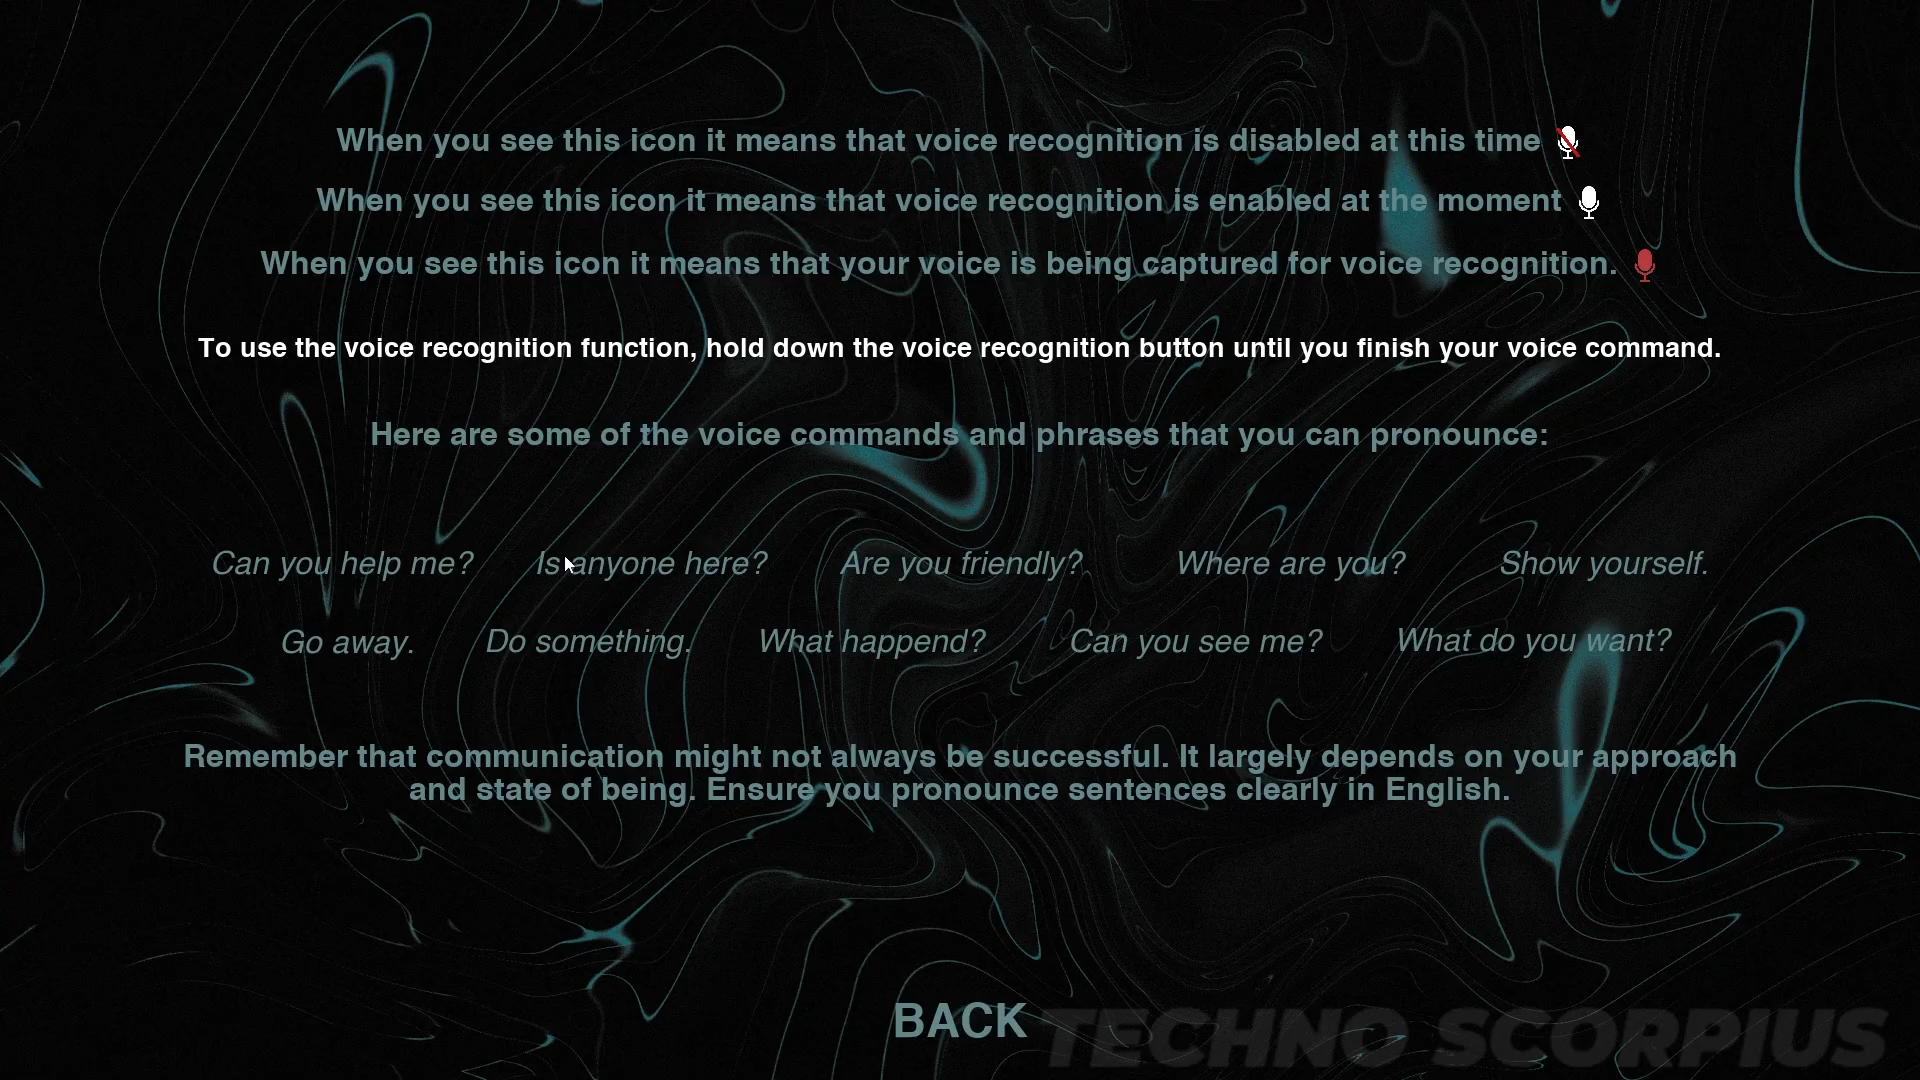 When you see this icon it means that voice recognition is disabled at this time
When you see this icon it means that voice recognition is enabled at the moment
When you see this icon it means that your voice is being captured for voice recognition.
To use the voice recognition function, hold down the voice recognition button until you finish your voice command.
Here are some of the voice commands and phrases that you can pronounce:
Can you help me? Is anyone here? Are you friendly? Where are you? Show yourself.
Go away. Do something. What happend? Can you see me? What do you want?
Remember that communication might not always be successful. It largely depends on your approach
and state of being. Ensure you pronounce sentences clearly in English.
BACK
TECHNO SCORPIUS